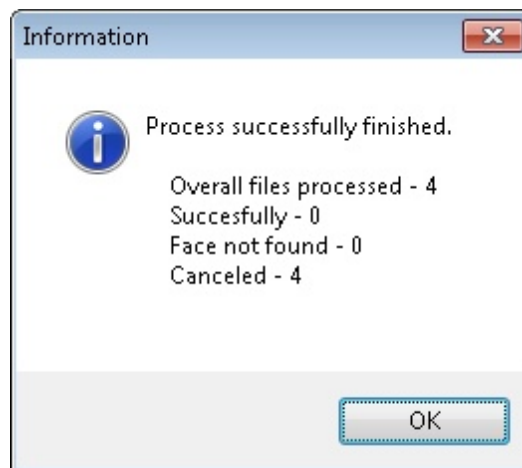 Information
Process successfully finished.
Overall files processed - 4
Succesfully - 0
Face not found - 0
Canceled - 4
OK